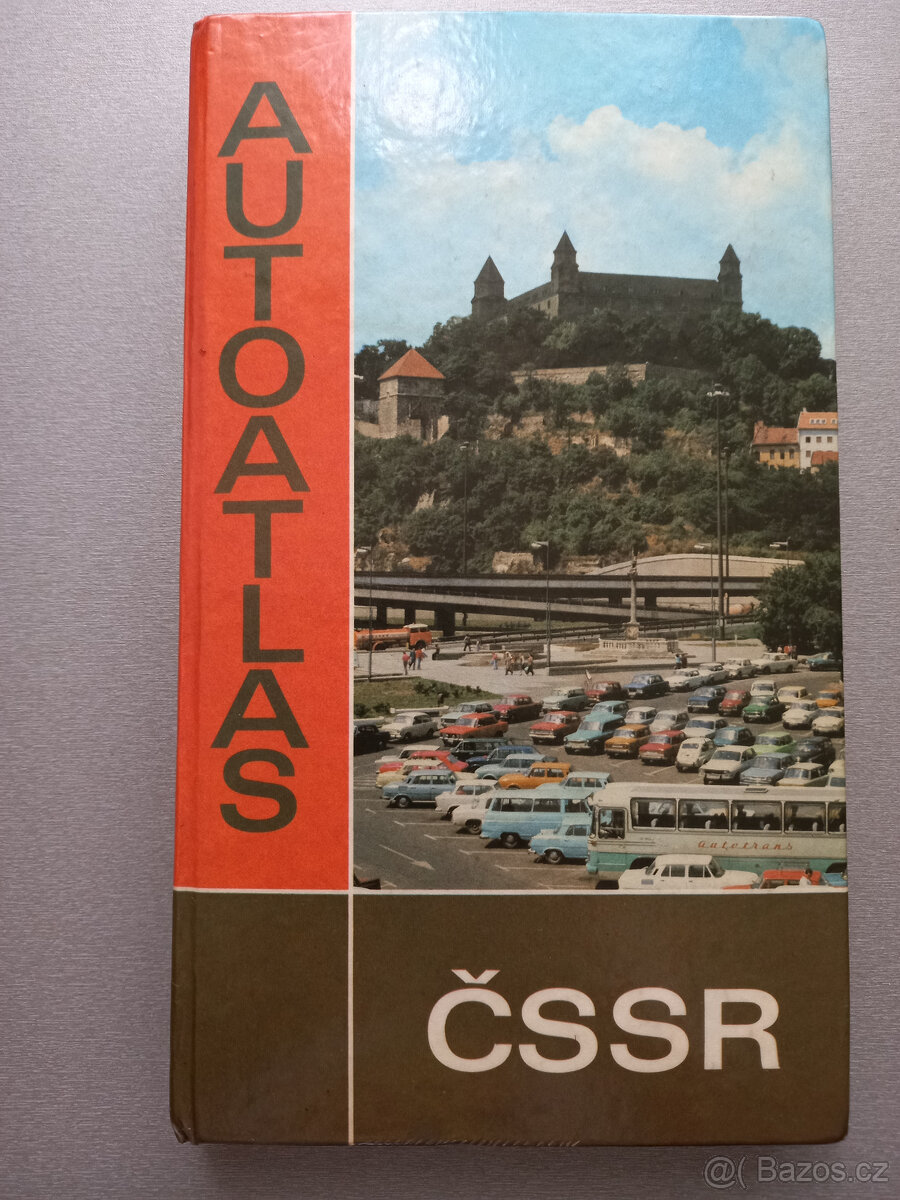 AUTOATLAS
autotrans
ČSSR
@( Bazos.cz